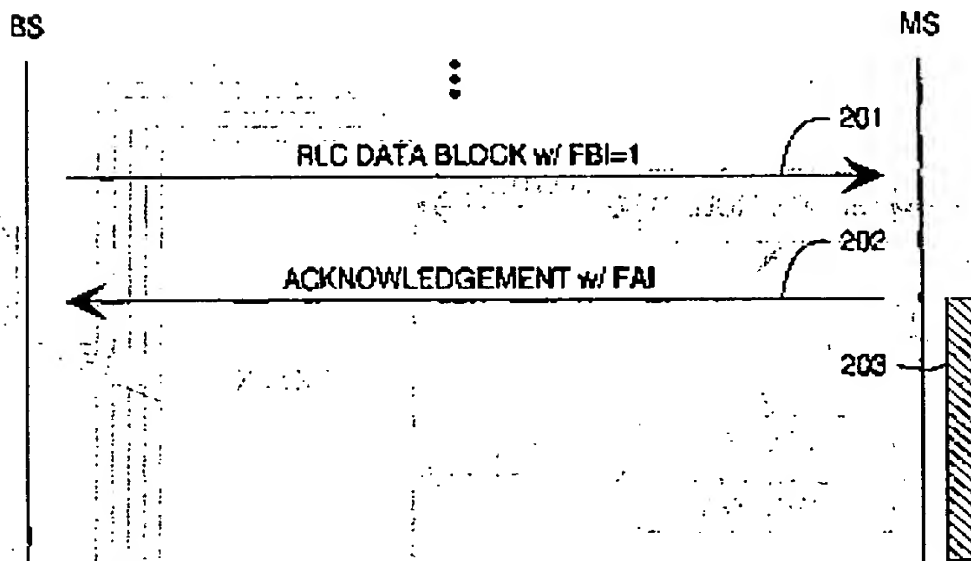 BS
MS
201
RLC DATA BLOCK w/ FBI=1
202
ACKNOWLEDGEMENT w/ FAI
203